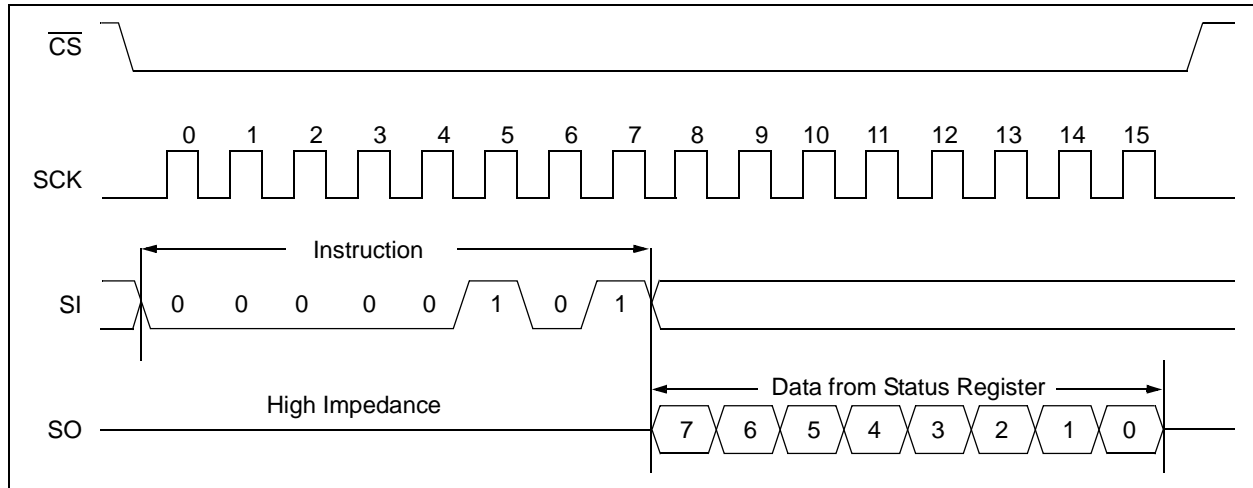 CS
0 1 2 3 4 5 6 7 8 9 10 11 12 13 14 15
SCK
Instruction
SI 0 0 0 0 0 1 0 1
Data from Status Register
High Impedance
SO 7 6 5 4 3 2 1 0